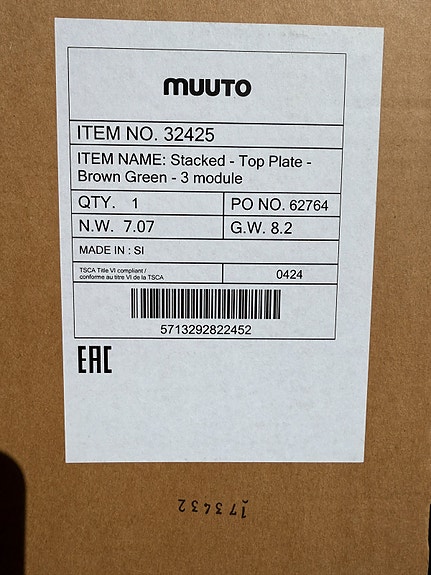 muuto
ITEM NO. 32425
ITEM NAME: Stacked - Top Plate -
Brown Green - 3 module
QTY. 1 PO NO. 62764
N.W. 7.07 G.W. 8.2
MADE IN : SI
TSCA Title VI compliant /
conforme au titre VI de la TSCA
0424
5713292822452
EAC
173432